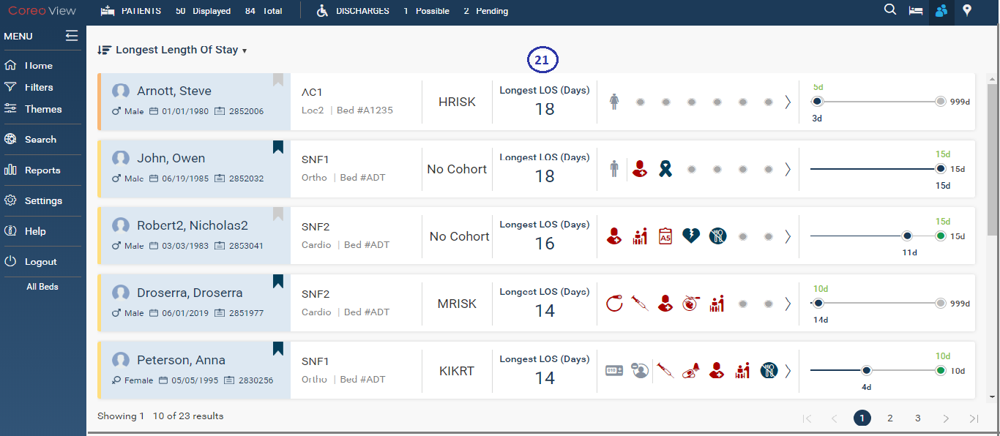 Coreo View PATIENTS 50 Displayed 84 Total DISCHARGES 1 Possible 2 Pending
MENU
Home
Filters
Themes
Search
Reports
Settings
Help
Logout
All Beds
Longest Length Of Stay
21
Arnott, Steve
Male 01/01/1980 2852006
AC1
Loc2 | Bed #A1235
HRISK
Longest LOS (Days)
18
5d
999d
3d
John, Owen
Male 06/19/1985 2852032
SNF1
Ortho | Bed #ADT
No Cohort
Longest LOS (Days)
18
15d
15d
15d
Robert2, Nicholas2
Male 03/03/1983 2853041
SNF2
Cardio | Bed #ADT
No Cohort
Longest LOS (Days)
16
A5
15d
15d
11d
Droserra, Droserra
Male 06/01/2019 2851977
SNF2
Cardio | Bed #ADT
MRISK
Longest LOS (Days)
14
10d
999d
14d
Peterson, Anna
Female 05/05/1995 2830256
SNF1
Ortho | Bed #ADT
KIKRT
Longest LOS (Days)
14
10d
10d
4d
Showing 1 10 of 23 results
1 2 3